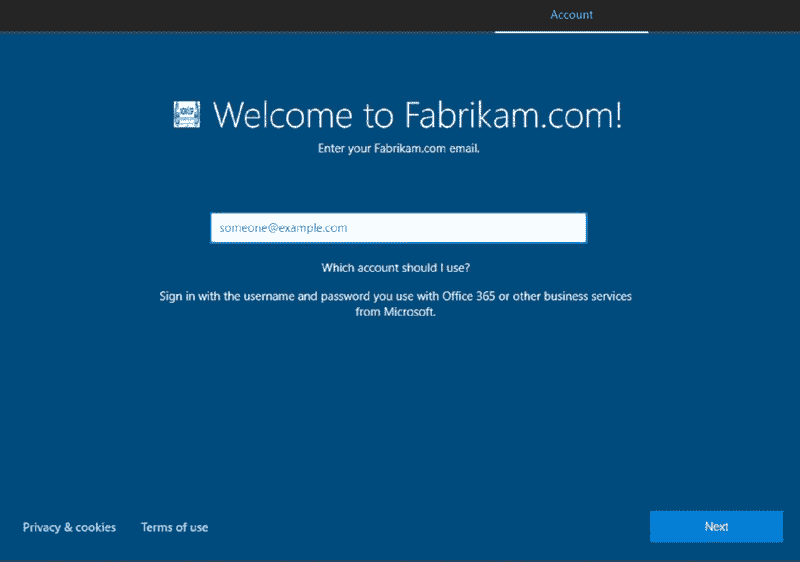 Account
Welcome to Fabrikam.com!
Enter your Fabrikam.com email.
someone@example.com
Which account should I use?
Sign in with the username and password you use with Office 365 or other business services
from Microsoft.
Privacy & cookies
Terms of use
Next